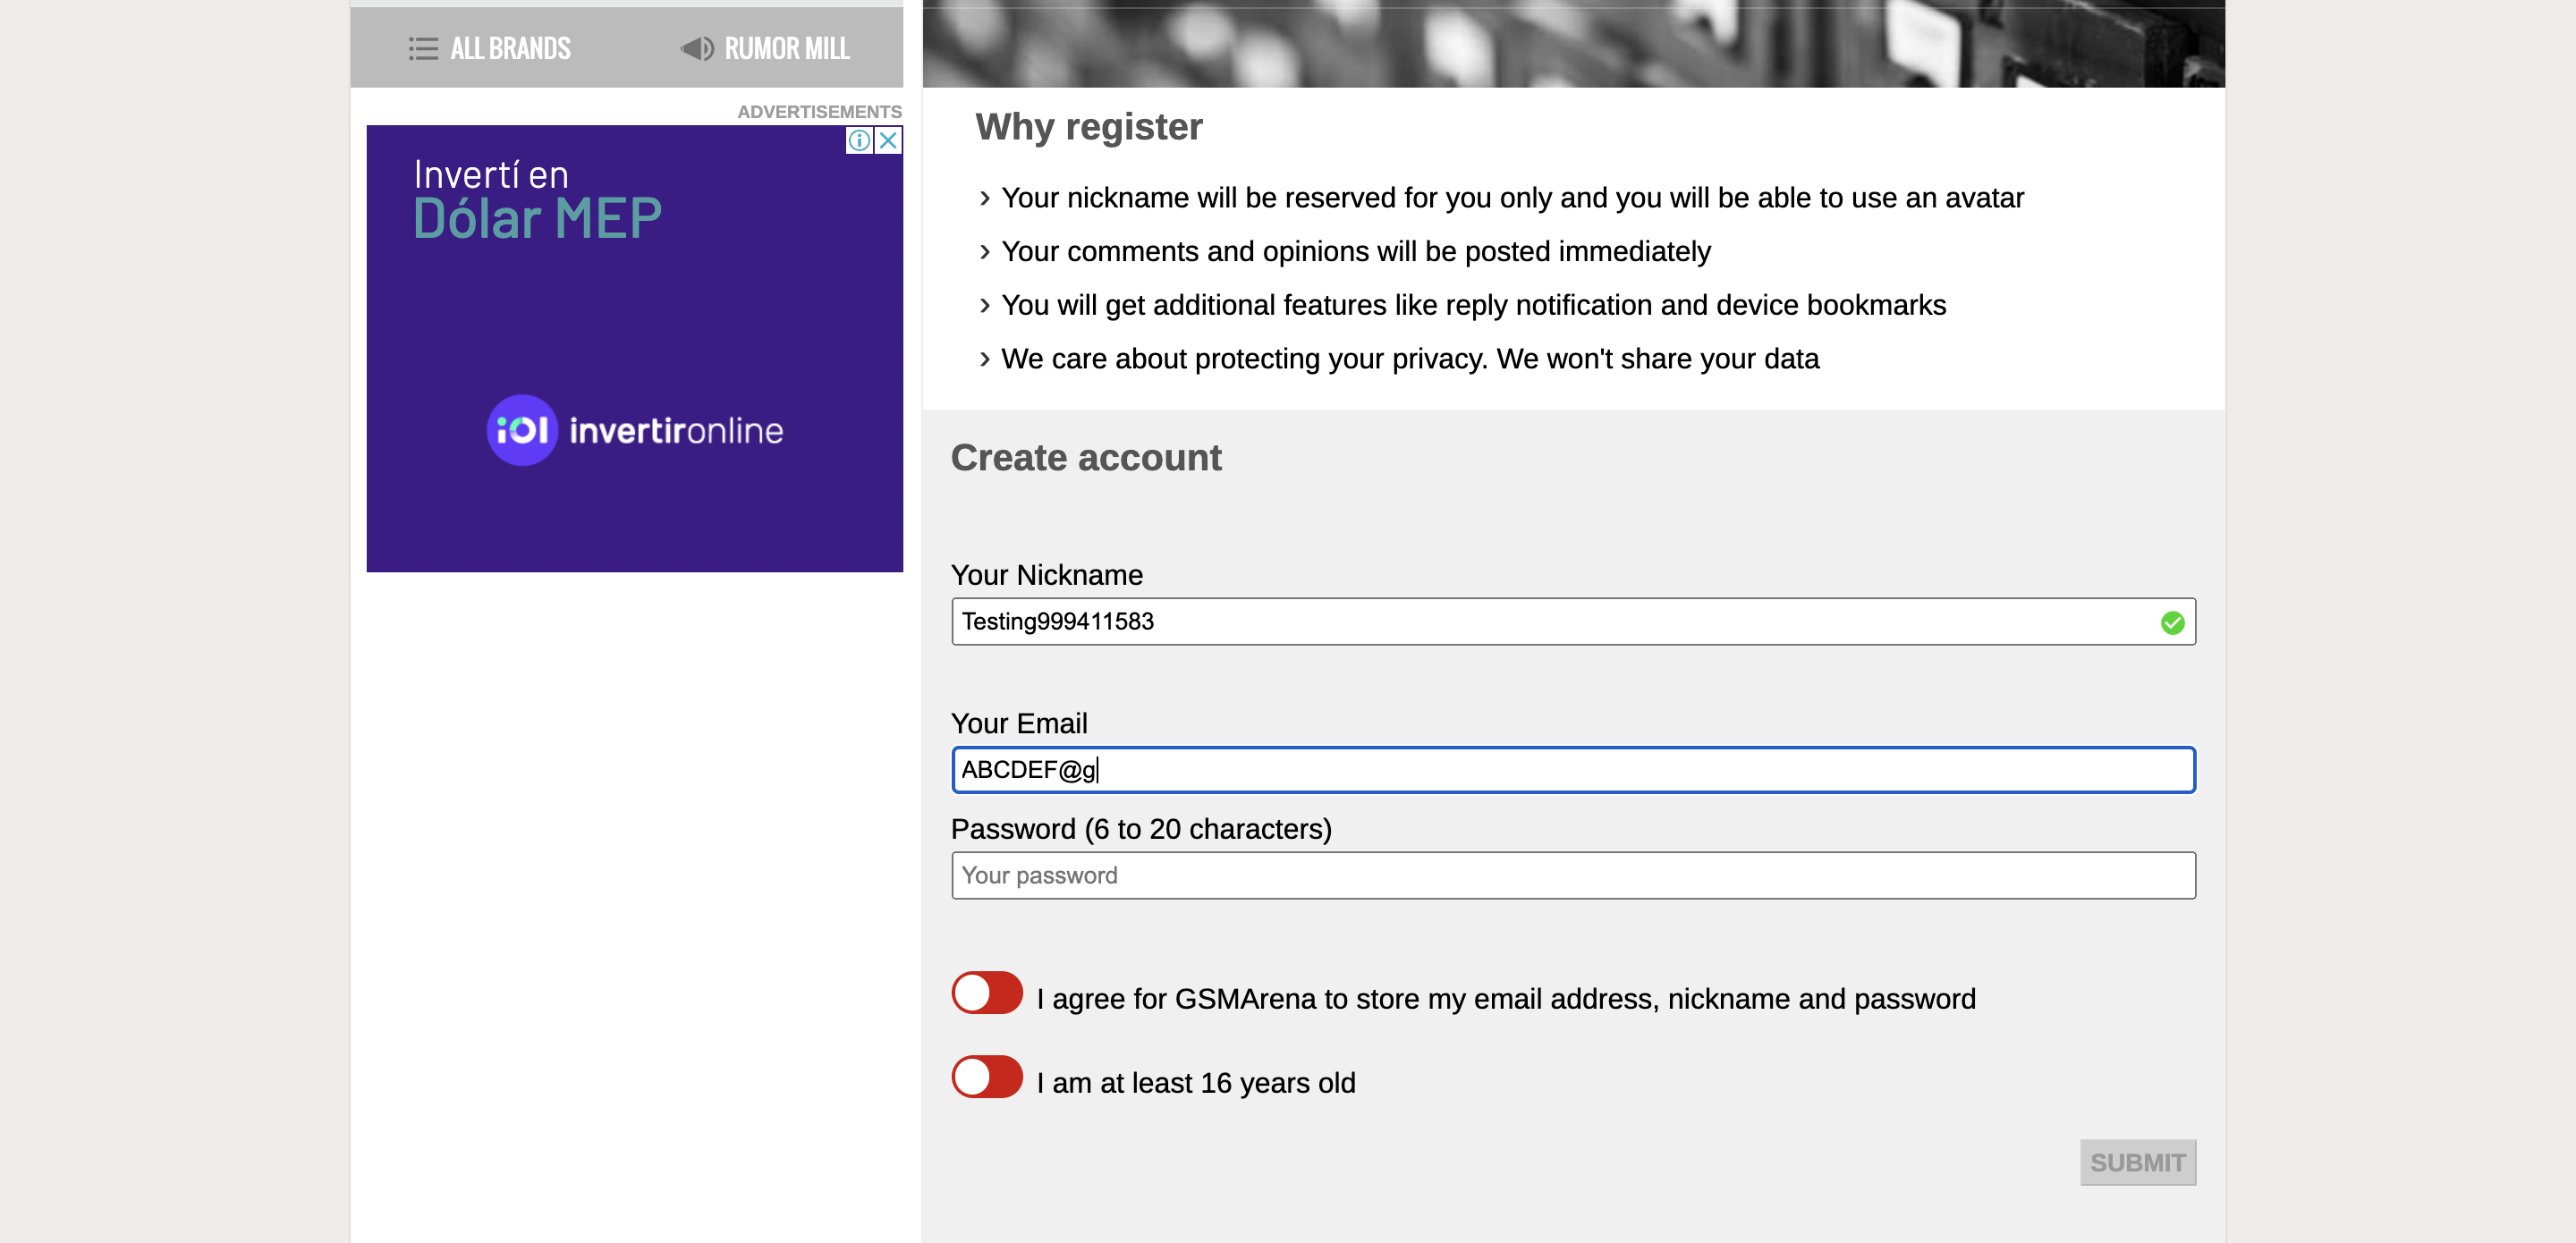 ALL BRANDS
RUMOR MILL
ADVERTISEMENTS
Invertí en
Dólar MEP
iol invertironline
Why register
› Your nickname will be reserved for you only and you will be able to use an avatar
› Your comments and opinions will be posted immediately
› You will get additional features like reply notification and device bookmarks
› We care about protecting your privacy. We won't share your data
Create account
Your Nickname
Testing999411583
Your Email
ABCDEF@g
Password (6 to 20 characters)
Your password
I agree for GSMArena to store my email address, nickname and password
I am at least 16 years old
SUBMIT